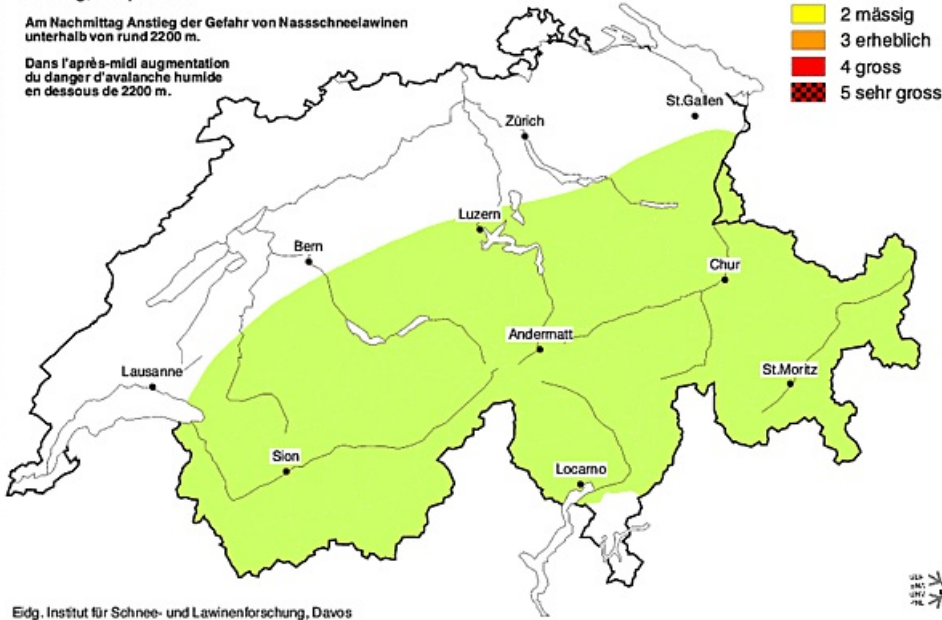 Am Nachmittag Anstieg der Gefahr von Nassschneelawinen
unterhalb von rund 2200 m.
Dans l'après-midi augmentation
du danger d'avalanche humide
en dessous de 2200 m.
2 mässig
3 erheblich
4 gross
5 sehr gross
St.Gallen
Zürich
Luzern
Bern
Chur
Andermatt
Lausanne
St.Moritz
Sion
Locarno
Eidg. Institut für Schnee- und Lawinenforschung, Davos